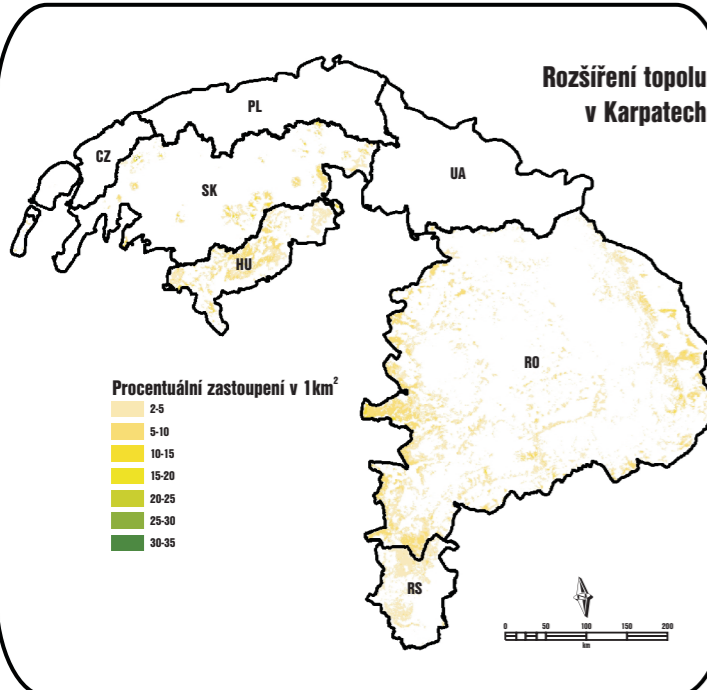 Rozšíření topolu
v Karpatech
PL
CZ
SK
UA
HU
RO
RS
Procentuální zastoupení v 1km²
2-5
5-10
10-15
15-20
20-25
25-30
30-35
0 50 100 150 200
km